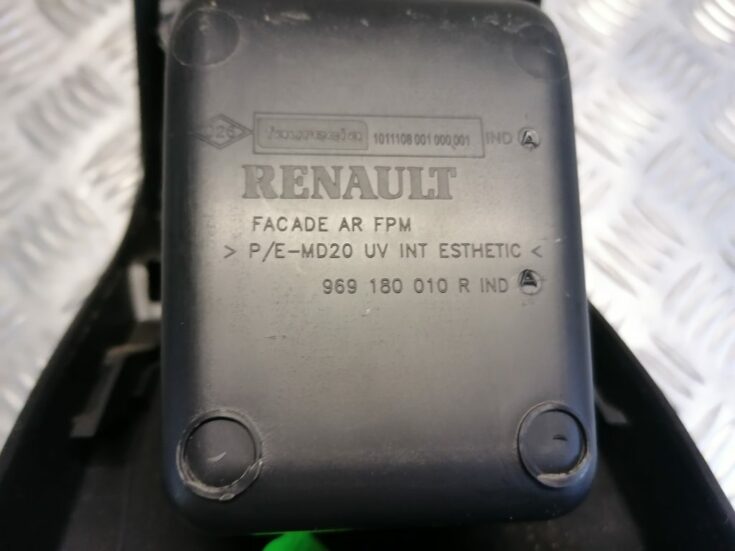 1011108 001 000,001 IND A
RENAULT
FACADE AR FPM
> P/E-MD20 UV INT ESTHETIC <
969 180 010 R IND A